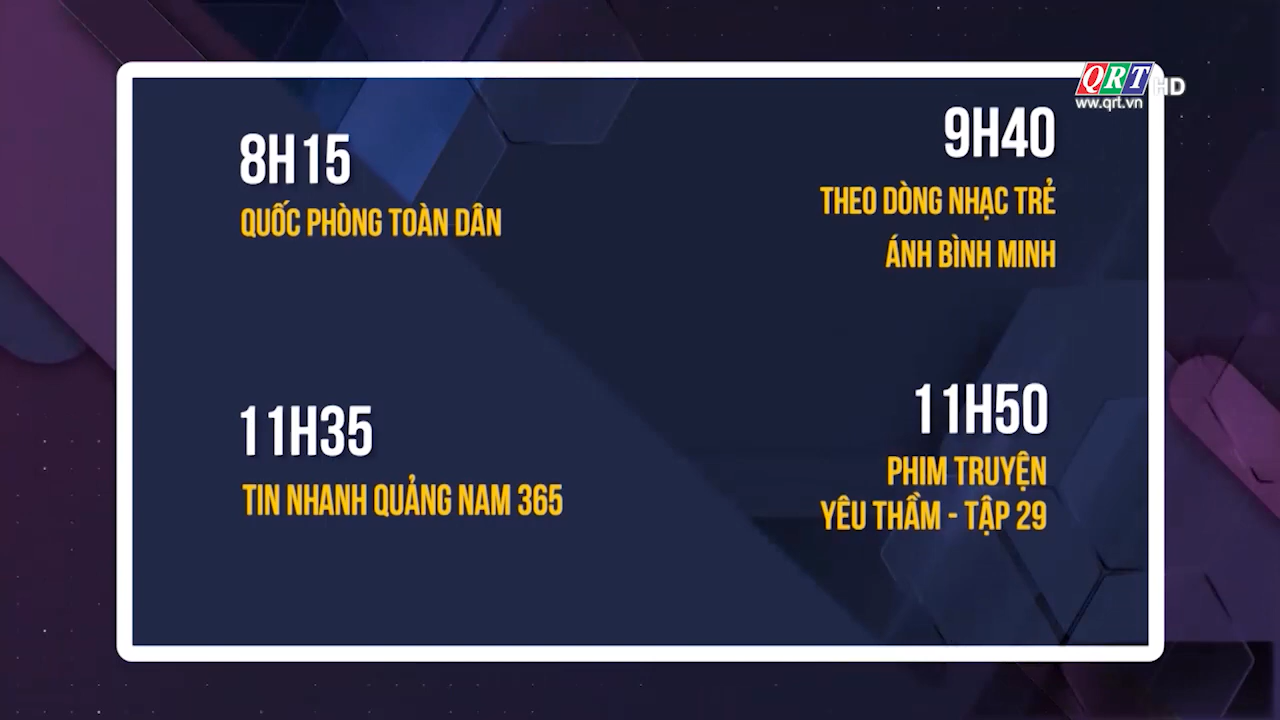 QRT HD
ww.qrt.vn
8H15
QUỐC PHÒNG TOÀN DÂN
9H40
THEO DÒNG NHẠC TRẺ
ÁNH BÌNH MINH
11H35
TIN NHANH QUẢNG NAM 365
11H50
PHIM TRUYỆN
YÊU THẦM - TẬP 29